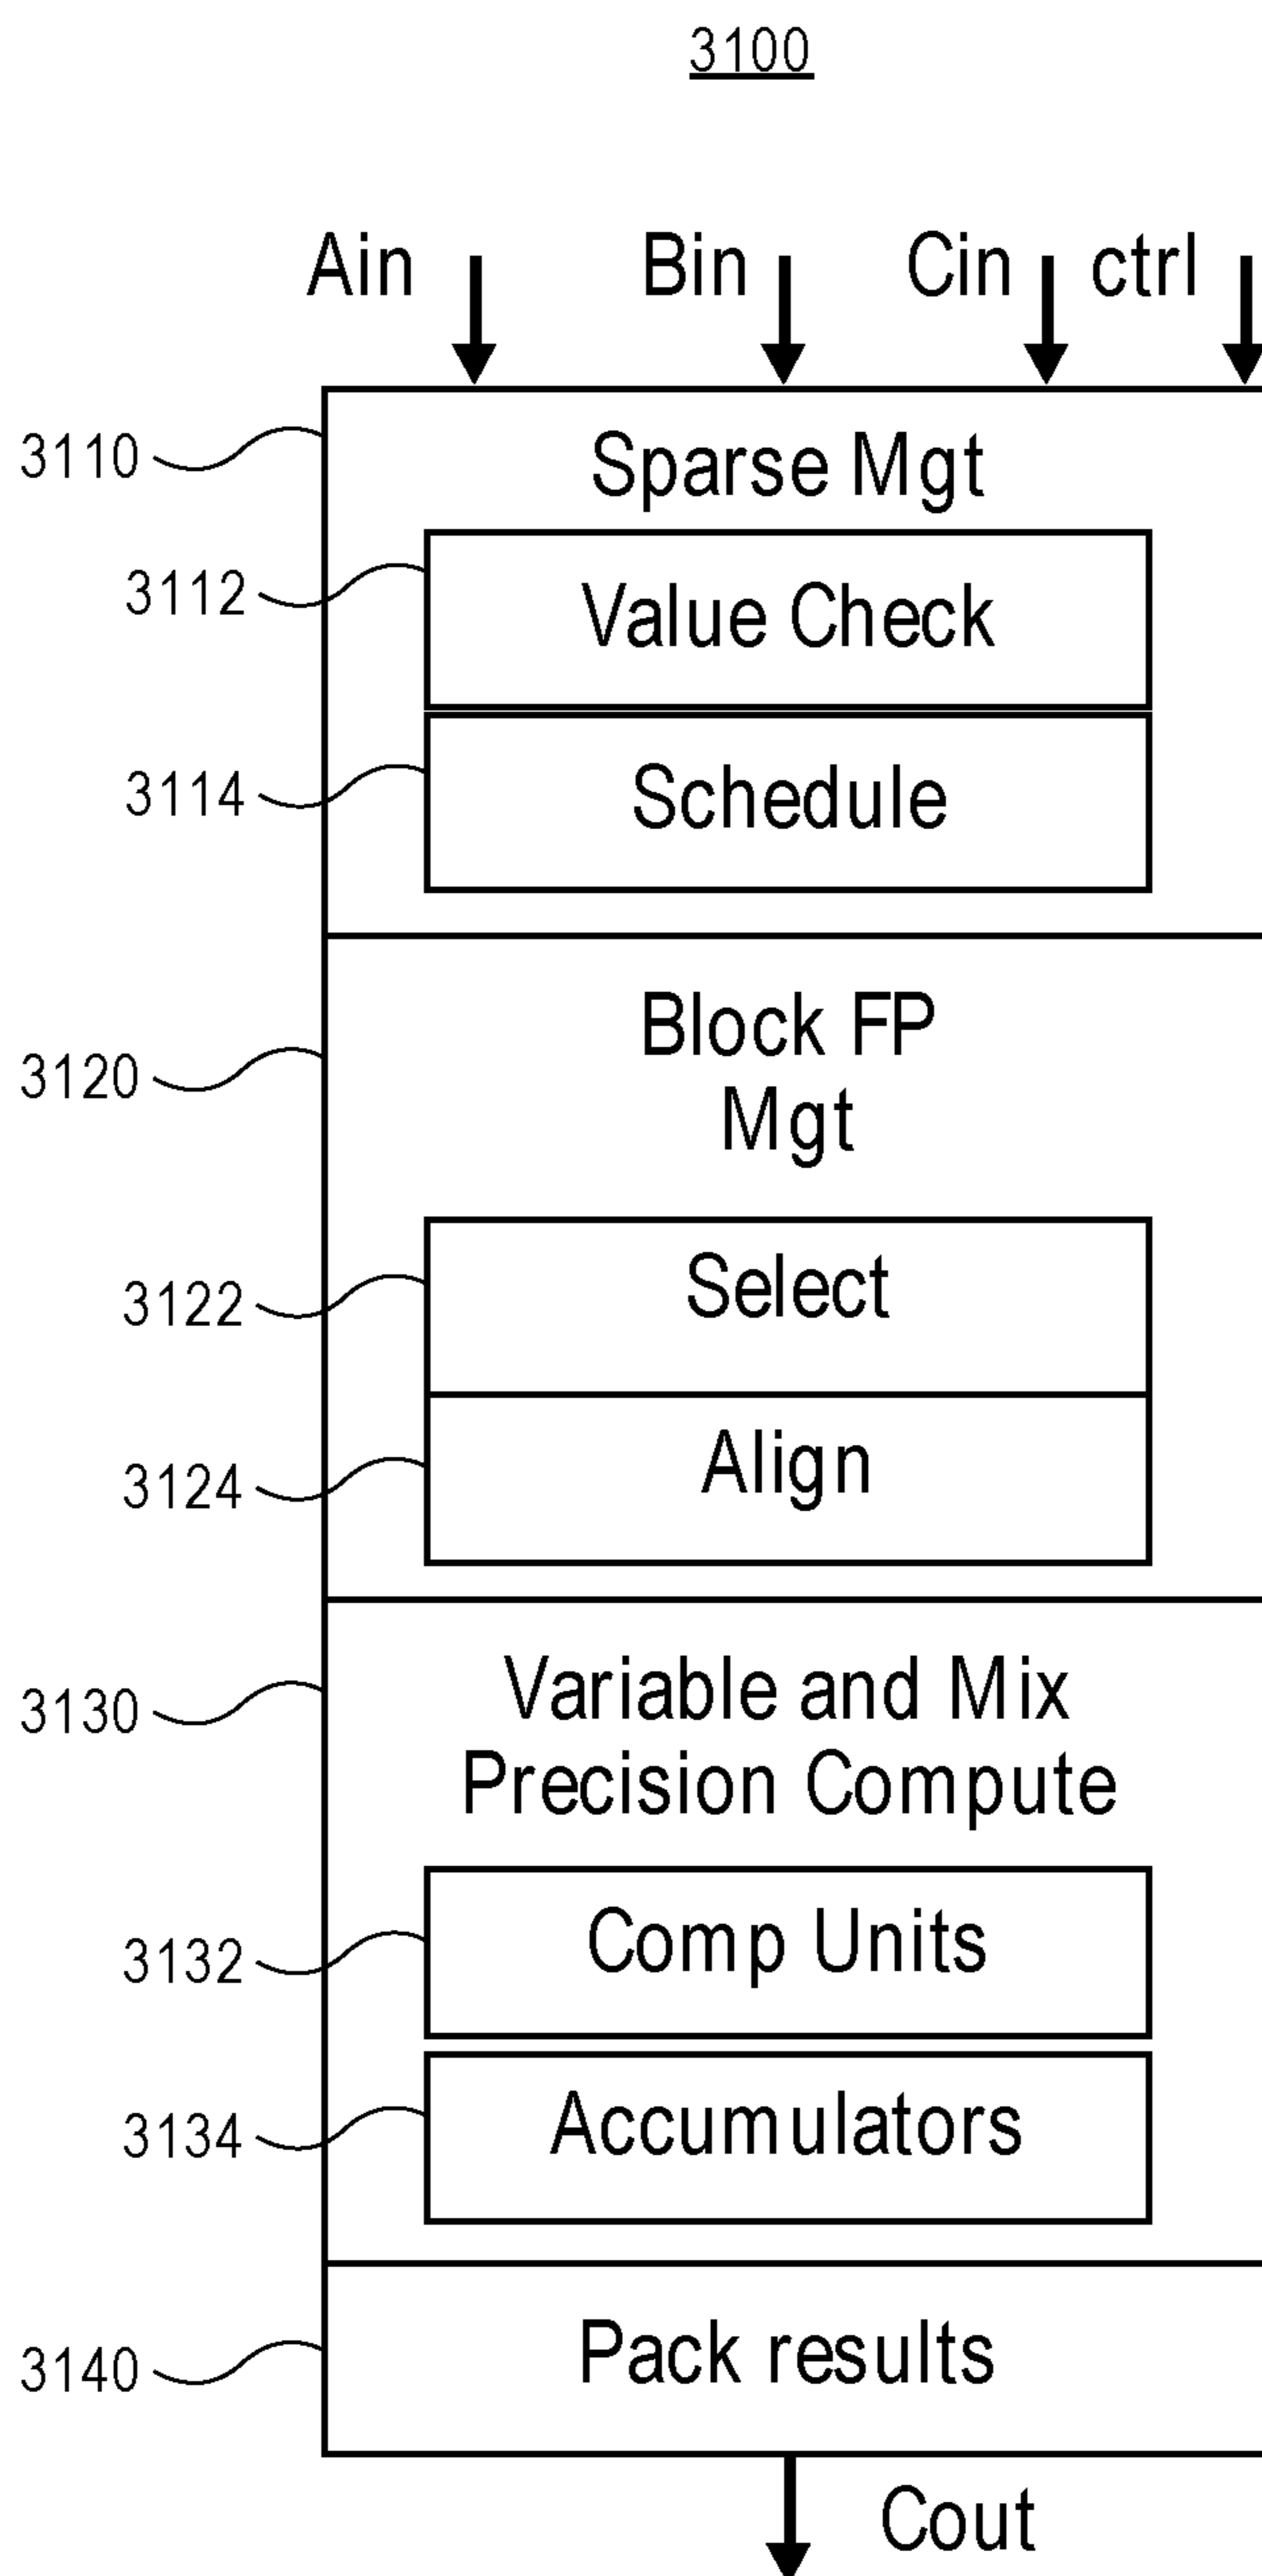 3100
Ain Bin Cin ctrl
3110 Sparse Mgt
3112 Value Check
3114 Schedule
3120 Block FP
Mgt
3122 Select
3124 Align
3130 Variable and Mix
Precision Compute
3132 Comp Units
3134 Accumulators
3140 Pack results
Cout